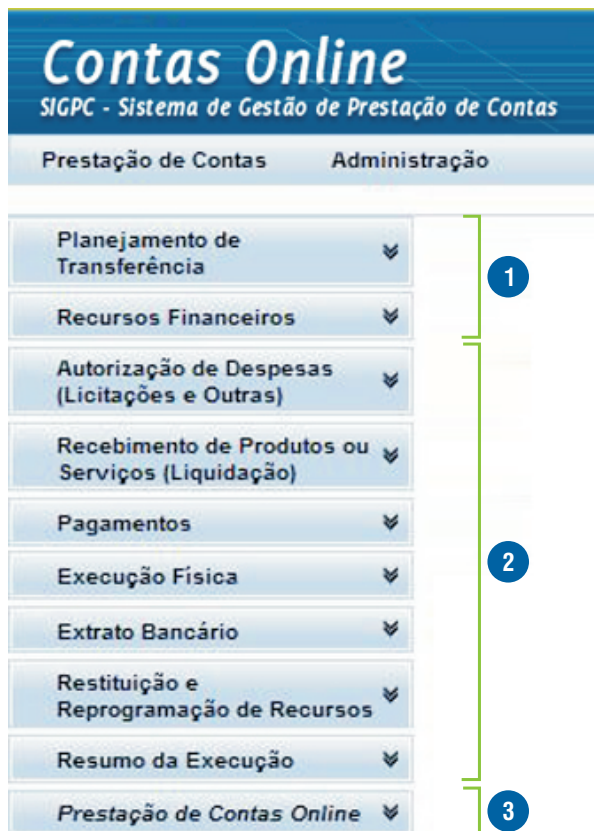 Contas Online
SIGPC - Sistema de Gestão de Prestação de Contas
Prestação de Contas Administração
Planejamento de
Transferência
1
Recursos Financeiros
Autorização de Despesas
(Licitações e Outras)
Recebimento de Produtos ou
Serviços (Liquidação)
Pagamentos
2
Execução Física
Extrato Bancário
Restituição e
Reprogramação de Recursos
Resumo da Execução
Prestação de Contas Online
3